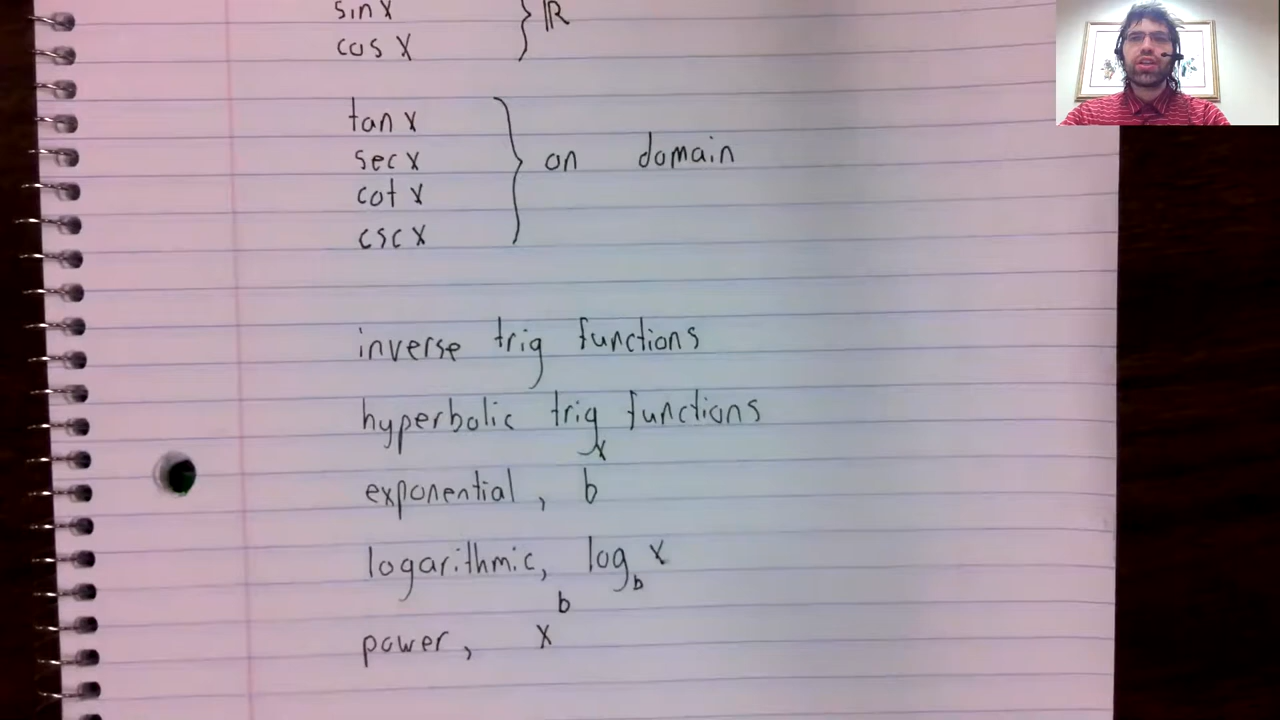 sin x
cos x } ℝ
tan x
sec x } on domain
cot x
csc x
inverse trig functions
hyperbolic trig functions
exponential, b^x
logarithmic, log_b x
power, x^b